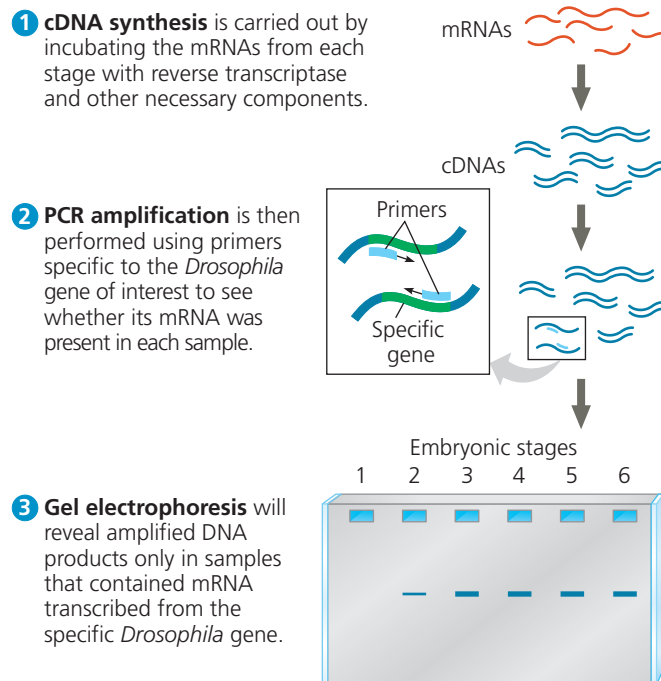 1 cDNA synthesis is carried out by
incubating the mRNAs from each
stage with reverse transcriptase
and other necessary components.
mRNAs
cDNAs
2 PCR amplification is then
performed using primers
specific to the Drosophila
gene of interest to see
whether its mRNA was
present in each sample.
Primers
Specific
gene
3 Gel electrophoresis will
reveal amplified DNA
products only in samples
that contained mRNA
transcribed from the
specific Drosophila gene.
Embryonic stages
1 2 3 4 5 6